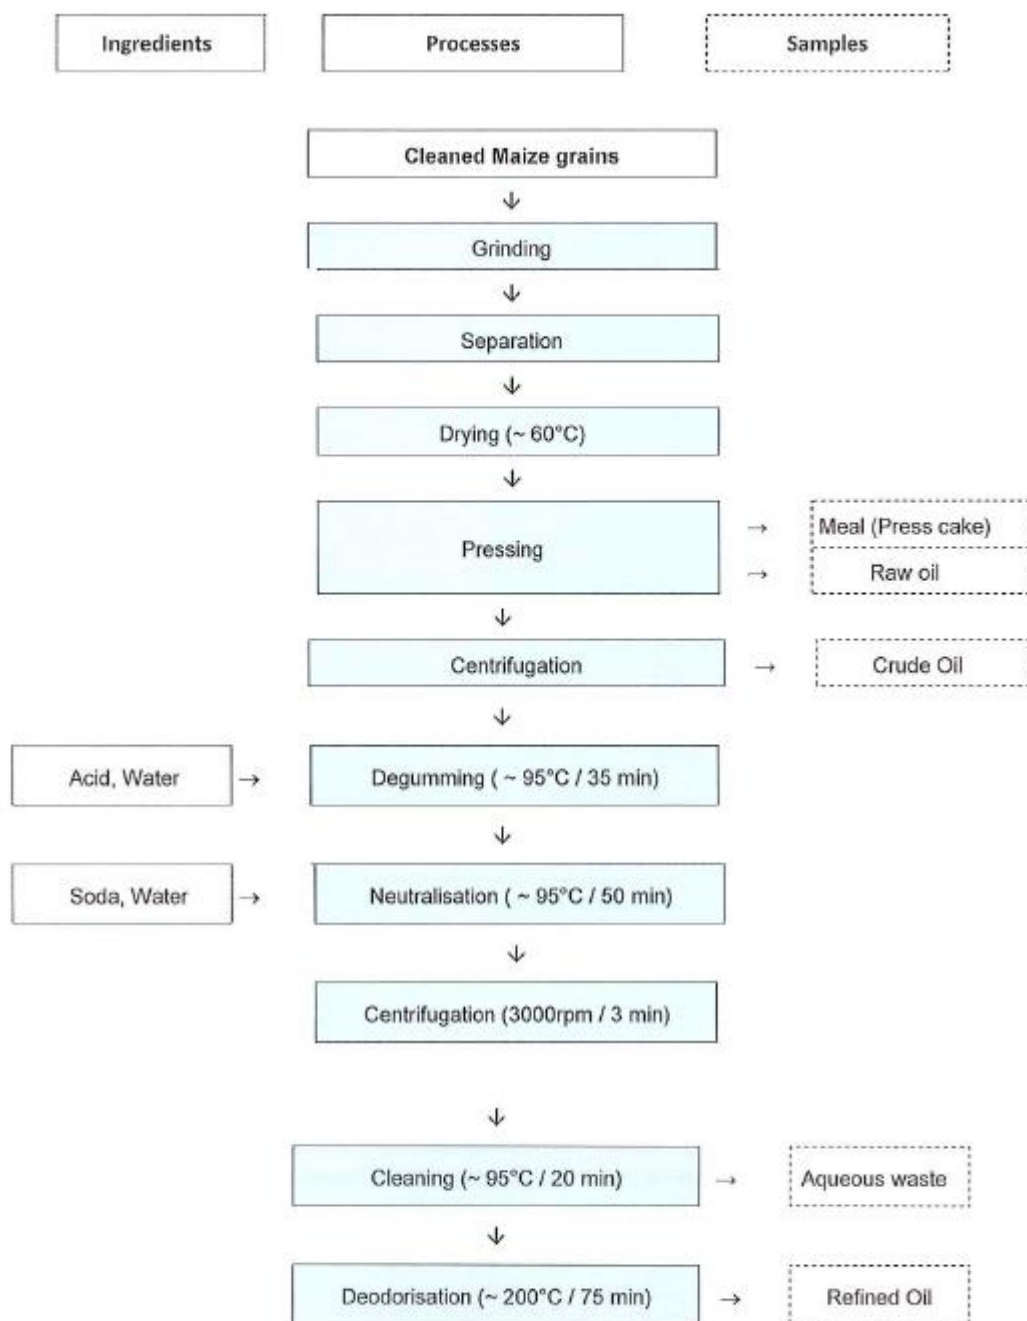 Ingredients Processes Samples
Cleaned Maize grains
↓
Grinding
↓
Separation
↓
Drying (~ 60°C)
↓
Pressing → Meal (Press cake)
→ Raw oil
↓
Centrifugation → Crude Oil
↓
Acid, Water → Degumming ( ~ 95°C / 35 min)
↓
Soda, Water → Neutralisation ( ~ 95°C / 50 min)
↓
Centrifugation (3000rpm / 3 min)
↓
Cleaning (~ 95°C / 20 min) → Aqueous waste
↓
Deodorisation (~ 200°C / 75 min) → Refined Oil